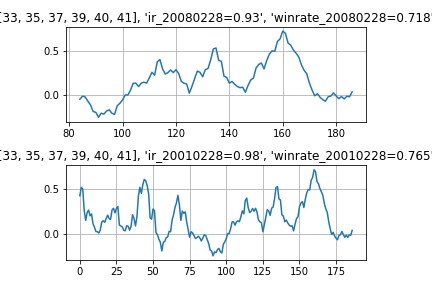 [33, 35, 37, 39, 40, 41], 'ir_20080228=0.93', 'winrate_20080228=0.718'
0.5
0.0
80 100 120 140 160 180
[33, 35, 37, 39, 40, 41], 'ir_20010228=0.98', 'winrate_20010228=0.765'
0.5
0.0
0 25 50 75 100 125 150 175